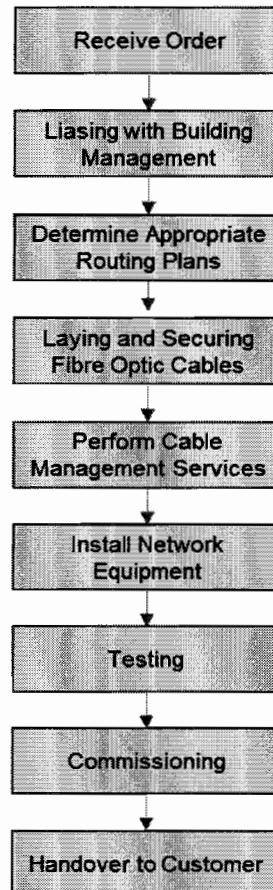 Receive Order
Liasing with Building
Management
Determine Appropriate
Routing Plans
Laying and Securing
Fibre Optic Cables
Perform Cable
Management Services
Install Network
Equipment
Testing
Commissioning
Handover to Customer